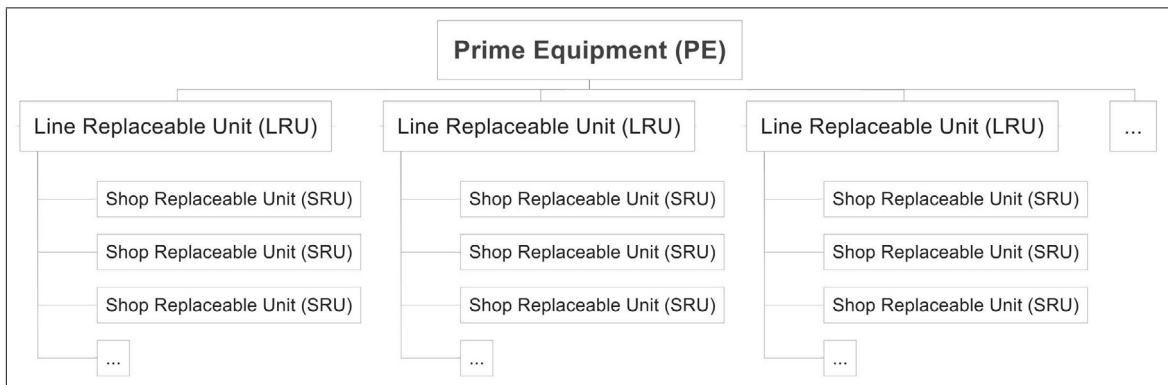 Prime Equipment (PE)
Line Replaceable Unit (LRU)
Line Replaceable Unit (LRU)
Line Replaceable Unit (LRU)
...
Shop Replaceable Unit (SRU)
Shop Replaceable Unit (SRU)
Shop Replaceable Unit (SRU)
...
Shop Replaceable Unit (SRU)
Shop Replaceable Unit (SRU)
Shop Replaceable Unit (SRU)
...
Shop Replaceable Unit (SRU)
Shop Replaceable Unit (SRU)
Shop Replaceable Unit (SRU)
...